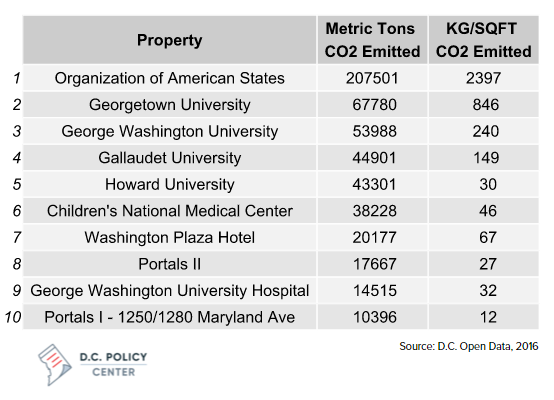 Property Metric Tons CO2 Emitted KG/SQFT CO2 Emitted
1 Organization of American States 207501 2397
2 Georgetown University 67780 846
3 George Washington University 53988 240
4 Gallaudet University 44901 149
5 Howard University 43301 30
6 Children's National Medical Center 38228 46
7 Washington Plaza Hotel 20177 67
8 Portals II 17667 27
9 George Washington University Hospital 14515 32
10 Portals I - 1250/1280 Maryland Ave 10396 12
Source: D.C. Open Data, 2016
D.C. POLICY
CENTER